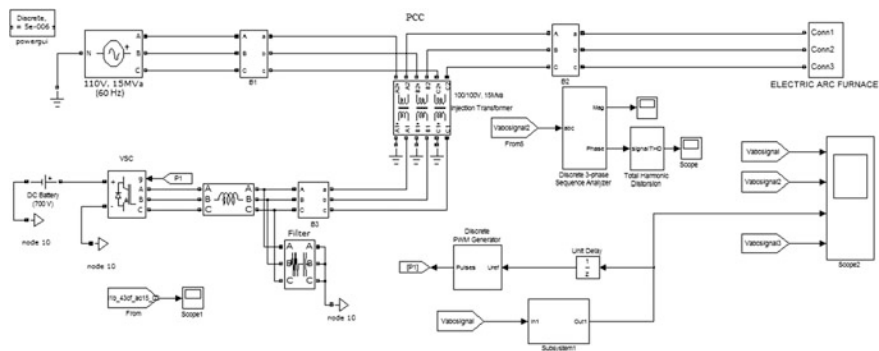 Discrete,
= 5e-006
powergui
PCC
N
A
B
C
110V, 15MVa
(60 Hz)
A
B
C
a
b
c
B1
A
B
C
a
b
c
B2
Conn1
Conn2
Conn3
ELECTRIC ARC FURNACE
100/100V, 15Mva
Injection Transformer
Vabcsignal2
From5
abc
Mag
Phase
Discrete 3-phase
Sequence Analyzer
signal THD
Total Harmonic
Distorsion
Scope
Vabcsignal
Vabcsignal2
Vabcsignal3
Scope2
VSC
DC Battery
(700 V)
+
-
g
A
B
C
P1
A
B
C
A
B
C
A
B
C
a
b
c
B3
Filter
A
B
C
A
B
C
node 10
node 10
node 10
From
Scope1
Discrete
PWM Generator
[P1]
Pulses
Uref
Unit Delay
1
z
Vabcsignal
In1
Out1
Subsystem1